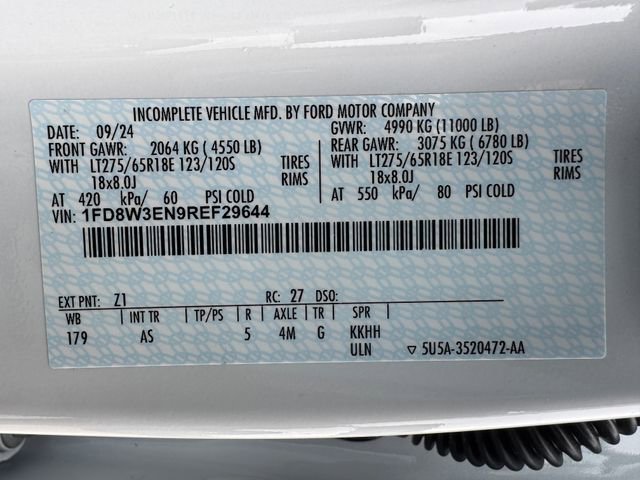 INCOMPLETE VEHICLE MFD. BY FORD MOTOR COMPANY
DATE: 09/24 GVWR: 4990 KG (11000 LB)
FRONT GAWR: 2064 KG ( 4550 LB) REAR GAWR: 3075 KG ( 6780 LB)
WITH LT275/65R18E 123/120S TIRES WITH LT275/65R18E 123/120S TIRES
18x8.0J RIMS 18x8.0J RIMS
AT 420 kPa/ 60 PSI COLD AT 550 kPa/ 80 PSI COLD
VIN: 1FD8W3EN9REF29644
EXT PNT: Z1 RC: 27 DSO:
WB INT TR TP/PS R AXLE TR SPR
179 AS 5 4M G KKHH
ULN ▽ 5U5A-3520472-AA